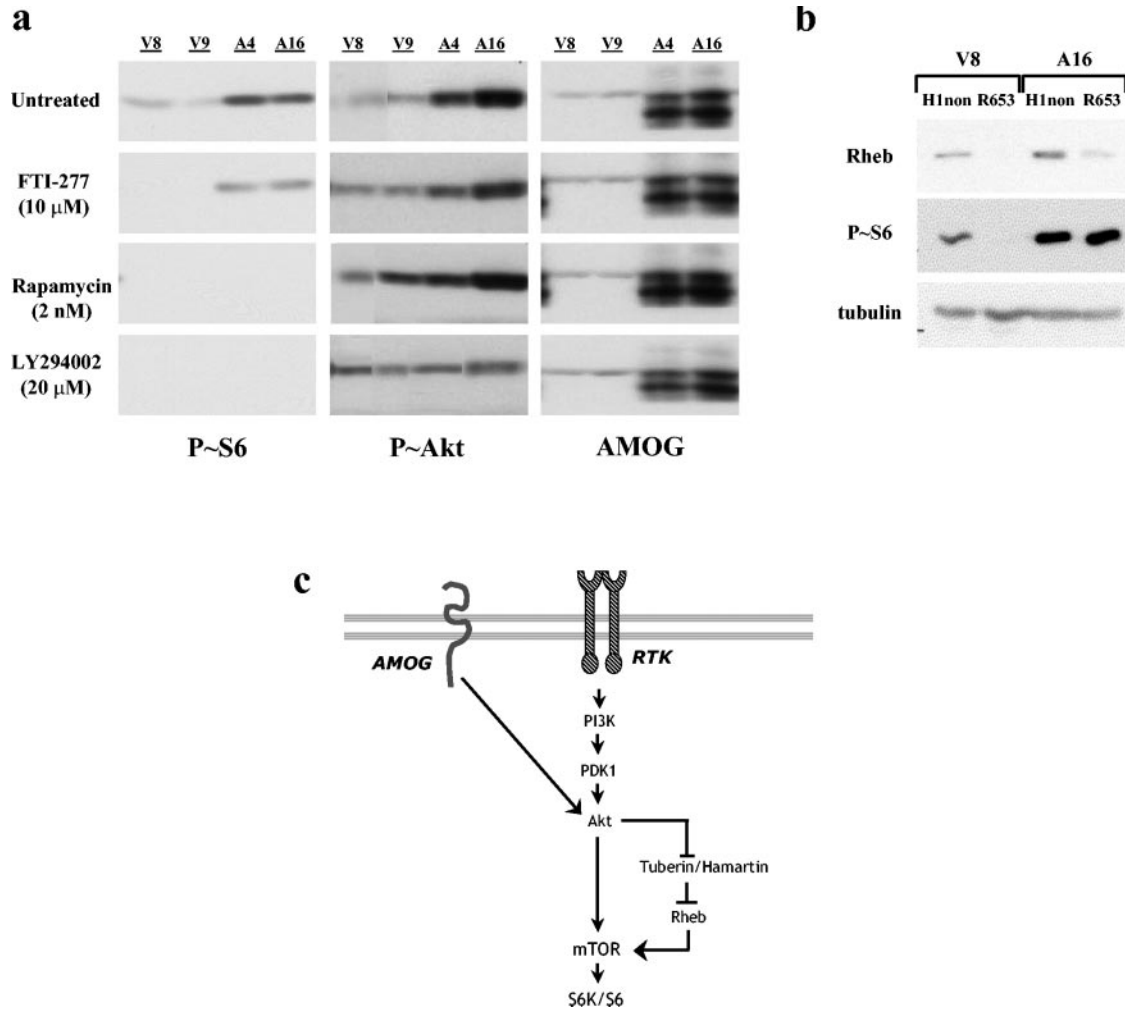 a
V8 V9 A4 A16 V8 V9 A4 A16 V8 V9 A4 A16
Untreated
FTI-277
(10 µM)
Rapamycin
(2 nM)
LY294002
(20 µM)
P~S6 P~Akt AMOG
b
V8 A16
H1non R653 H1non R653
Rheb
P~S6
tubulin
c
AMOG
RTK
PI3K
PDK1
Akt
Tuberin/Hamartin
Rheb
mTOR
S6K/S6